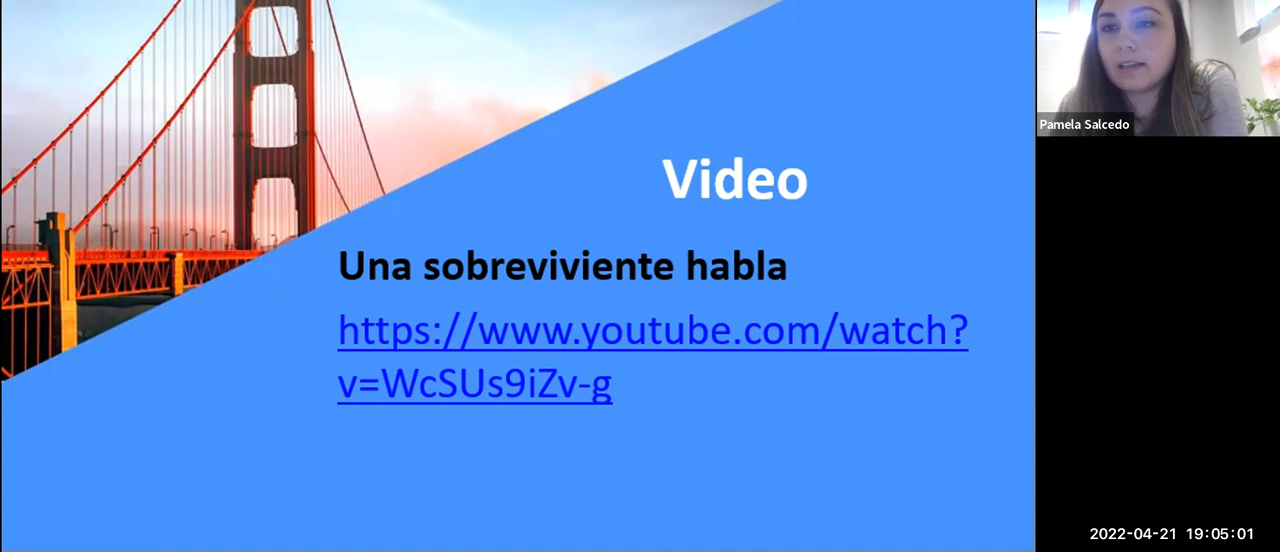 Video
Una sobreviviente habla
https://www.youtube.com/watch?
v=WcSUs9iZv-g
Pamela Salcedo
2022-04-21 19:05:01